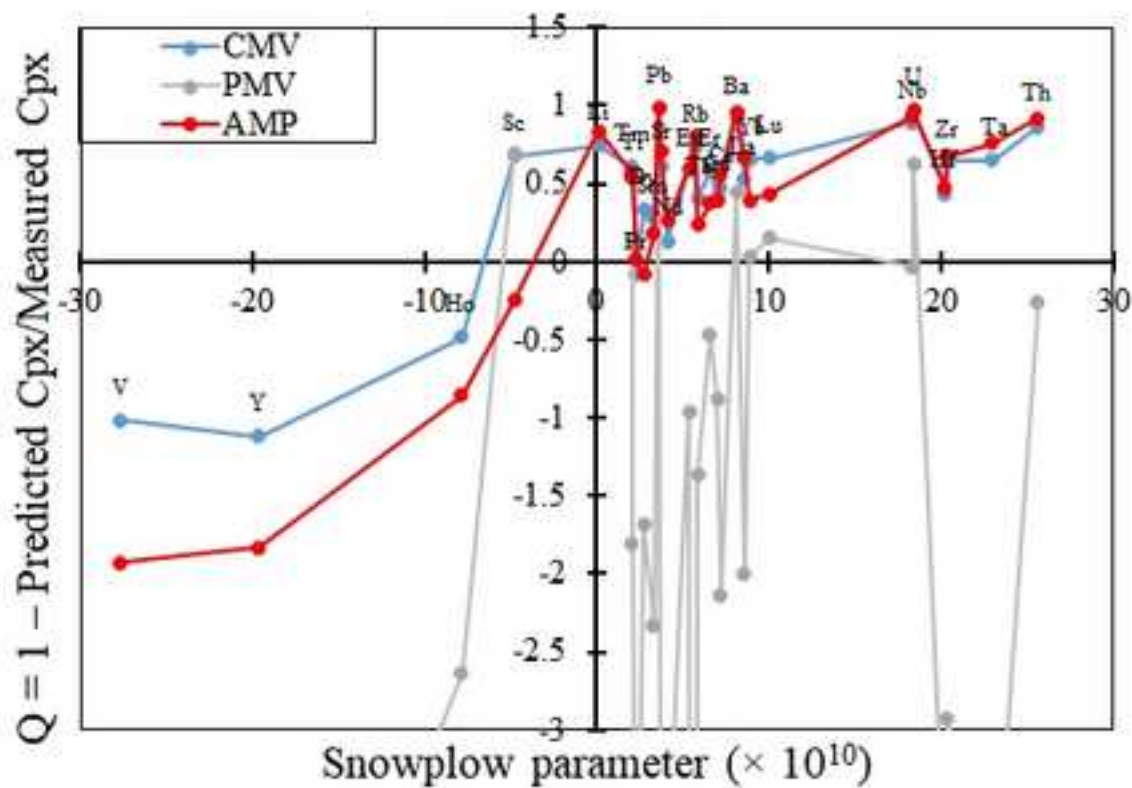 1.5
CMV
PMV
AMP
Pb
Ba
U
Nb
Th
1
Rb
Sc
Zr
Ta
Lu
Hf
0.5
Nd
Pr
0
-30
-20
-10
0
10
20
30
Ho
-0.5
V
Y
-1
-1.5
-2
-2.5
-3
Q = 1 – Predicted Cpx/Measured Cpx
Snowplow parameter (× 10¹⁰)